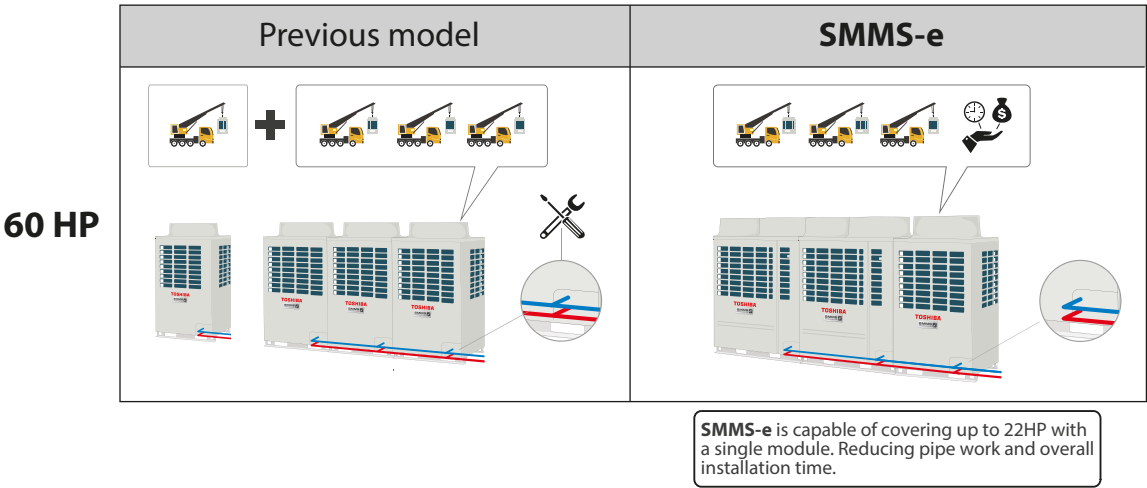 Previous model
SMMS-e
60 HP
TOSHIBA
TOSHIBA
TOSHIBA
TOSHIBA
TOSHIBA
TOSHIBA
TOSHIBA
SMMS-e is capable of covering up to 22HP with
a single module. Reducing pipe work and overall
installation time.